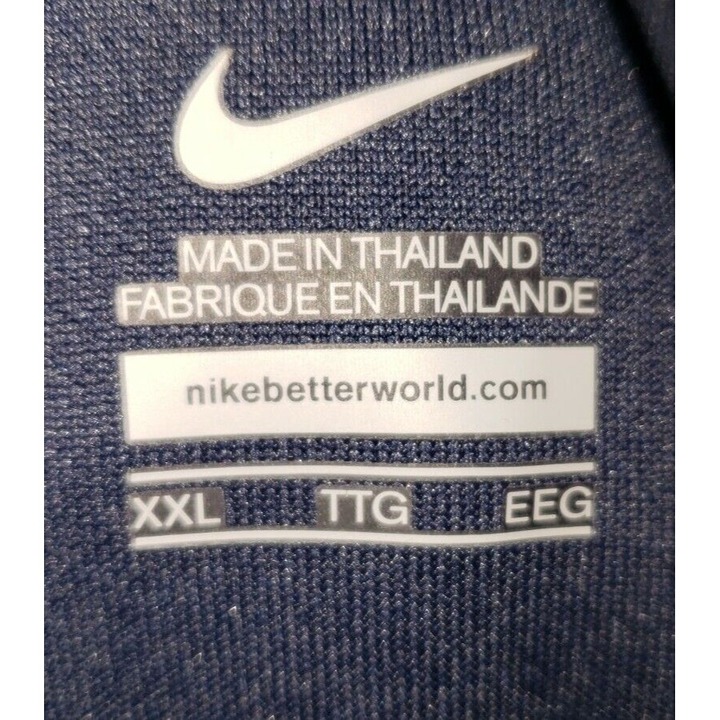 MADE IN THAILAND
FABRIQUE EN THAILANDE
nikebetterworld.com
XXL TTG EEG